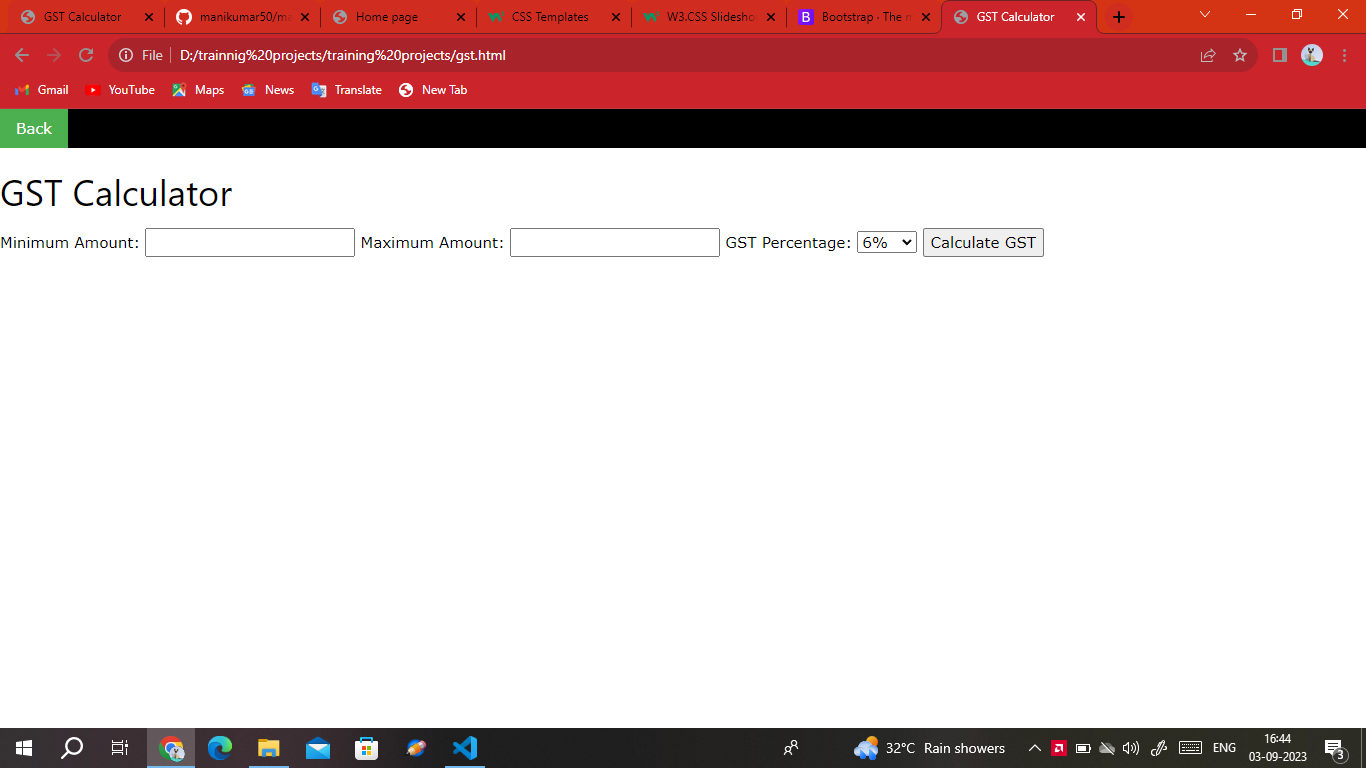 GST Calculator
manikumar50/ma
Home page
CSS Templates
W3.CSS Slidesho
Bootstrap · The m
GST Calculator
File D:/trainnig%20projects/training%20projects/gst.html
Gmail YouTube Maps News Translate New Tab
Back
GST Calculator
Minimum Amount: Maximum Amount: GST Percentage: 6% Calculate GST
32°C Rain showers ENG
16:44
03-09-2023
3